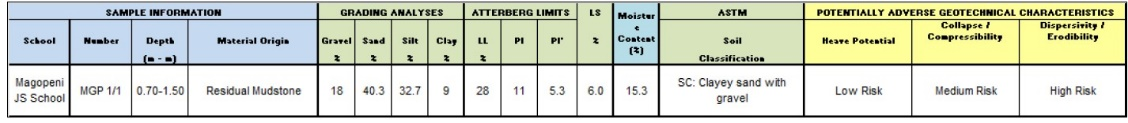 SAMPLE INFORMATION GRADING ANALYSES ATTERBERG LIMITS LS Moisture Content (%) ASTM POTENTIALLY ADVERSE GEOTECHNICAL CHARACTERISTICS
School Number Depth (m - m) Material Origin Gravel % Sand % Silt % Clay % LL % PI PI' % Soil Classification Heave Potential Collapse / Compressibility Dispersivity / Erodibility
Magopeni JS School MGP 1/1 0.70-1.50 Residual Mudstone 18 40.3 32.7 9 28 11 5.3 6.0 15.3 SC: Clayey sand with gravel Low Risk Medium Risk High Risk